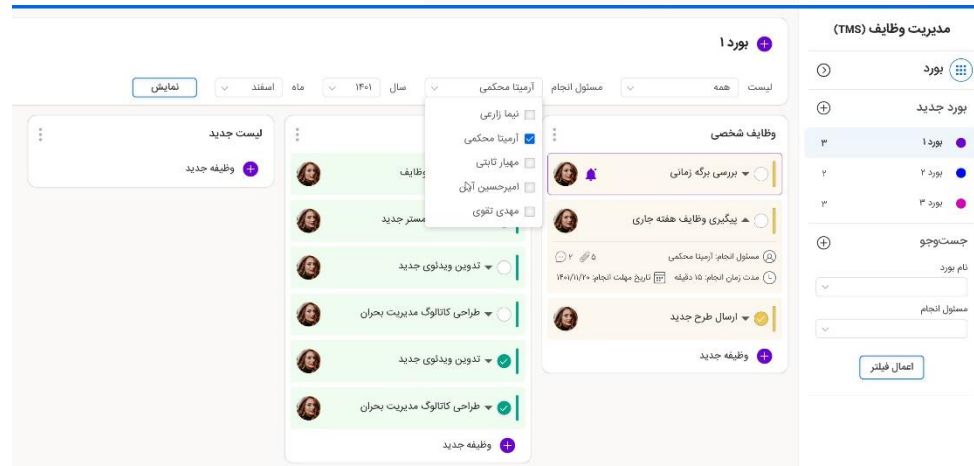 مدیریت وظایف (TMS)
بورد
بورد جدید
بورد ۱ ۳
بورد ۲ ۲
بورد ۳ ۳
جست‌وجو
نام بورد
مسئول انجام
اعمال فیلتر
بورد ۱
لیست همه مسئول انجام آرمیتا محکمی سال ۱۴۰۱ ماه اسفند نمایش
نیما زارعی
آرمیتا محکمی
مهیار ثابتی
امیرحسین
مهدی تقوی
وظایف شخصی
بررسی برگه زمانی
پیگیری وظایف هفته جاری
مسئول انجام: آرمیتا محکمی ۵ ۲
مدت زمان انجام: ۱۵ دقیقه تاریخ مهلت انجام: ۱۴۰۱/۱۱/۲۰
ارسال طرح جدید
وظیفه جدید
وظایف
مستر جدید
تدوین ویدئوی جدید
طراحی کاتالوگ مدیریت بحران
تدوین ویدئوی جدید
طراحی کاتالوگ مدیریت بحران
وظیفه جدید
لیست جدید
وظیفه جدید